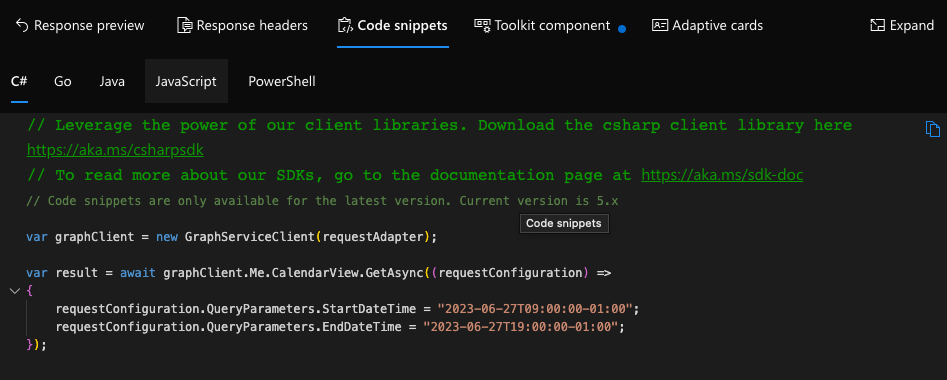 Response preview Response headers Code snippets Toolkit component Adaptive cards Expand
C# Go Java JavaScript PowerShell
// Leverage the power of our client libraries. Download the csharp client library here
https://aka.ms/csharpsdk
// To read more about our SDKs, go to the documentation page at https://aka.ms/sdk-doc
// Code snippets are only available for the latest version. Current version is 5.x
Code snippets
var graphClient = new GraphServiceClient(requestAdapter);
var result = await graphClient.Me.CalendarView.GetAsync((requestConfiguration) =>
{
    requestConfiguration.QueryParameters.StartDateTime = "2023-06-27T09:00:00-01:00";
    requestConfiguration.QueryParameters.EndDateTime = "2023-06-27T19:00:00-01:00";
});